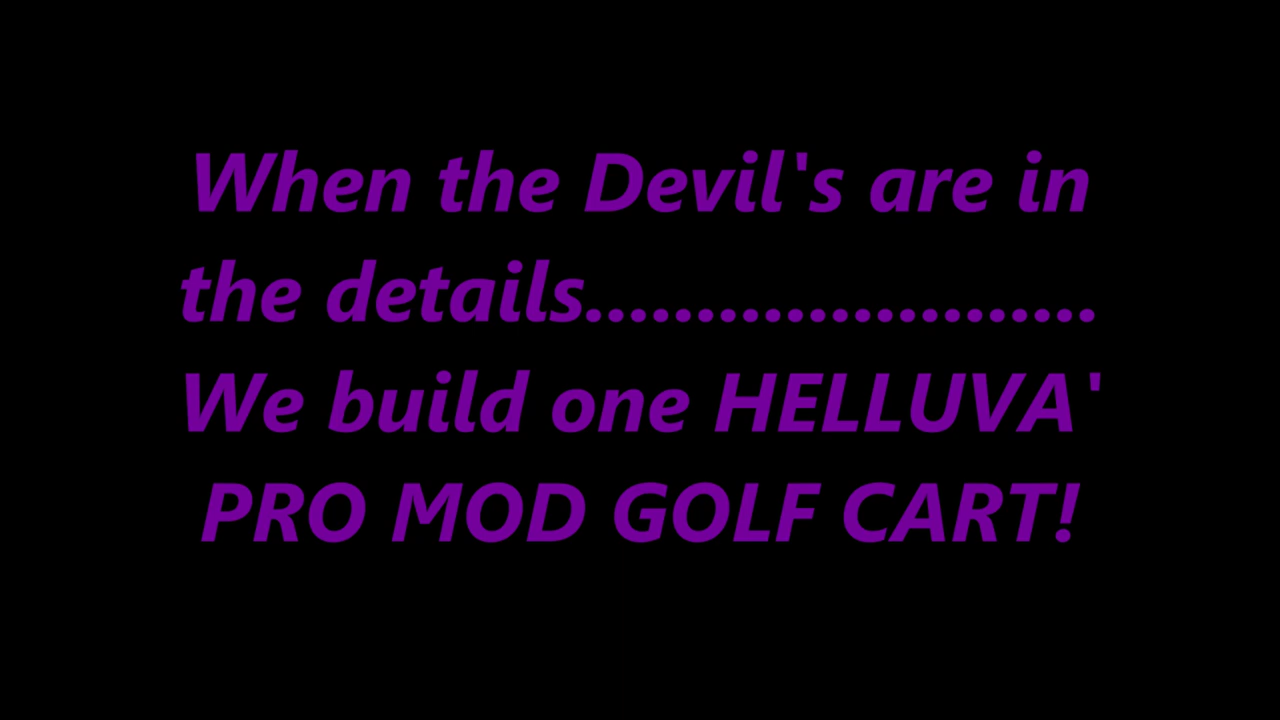 When the Devil's are in
the details.......................
We build one HELLUVA'
PRO MOD GOLF CART!